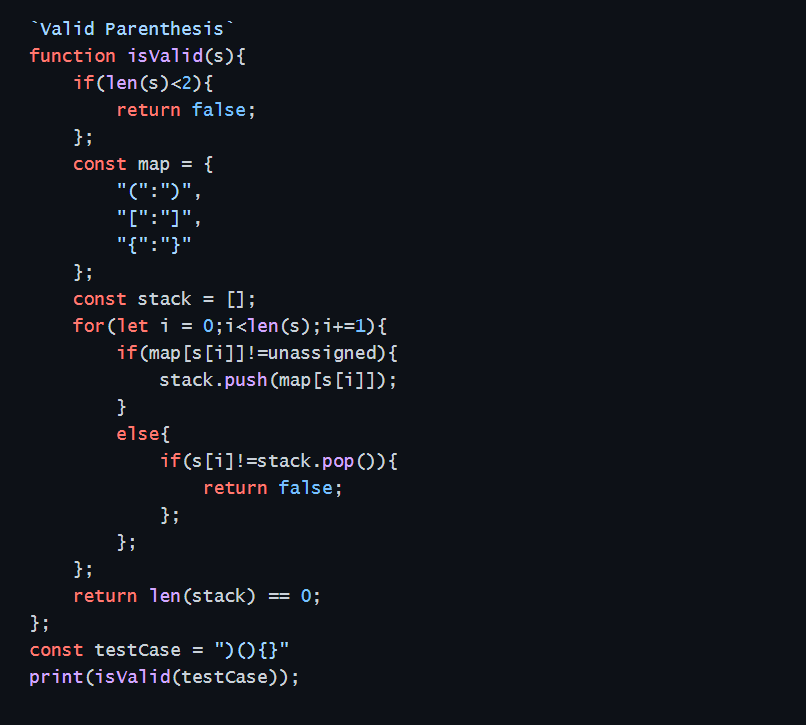 `Valid Parenthesis`
function isValid(s){
    if(len(s)<2){
        return false;
    };
    const map = {
        "(":")",
        "[":"]",
        "{":"}"
    };
    const stack = [];
    for(let i = 0;i<len(s);i+=1){
        if(map[s[i]]!=unassigned){
            stack.push(map[s[i]]);
        }
        else{
            if(s[i]!=stack.pop()){
                return false;
            };
        };
    };
    return len(stack) == 0;
};
const testCase = ")(){}"
print(isValid(testCase));